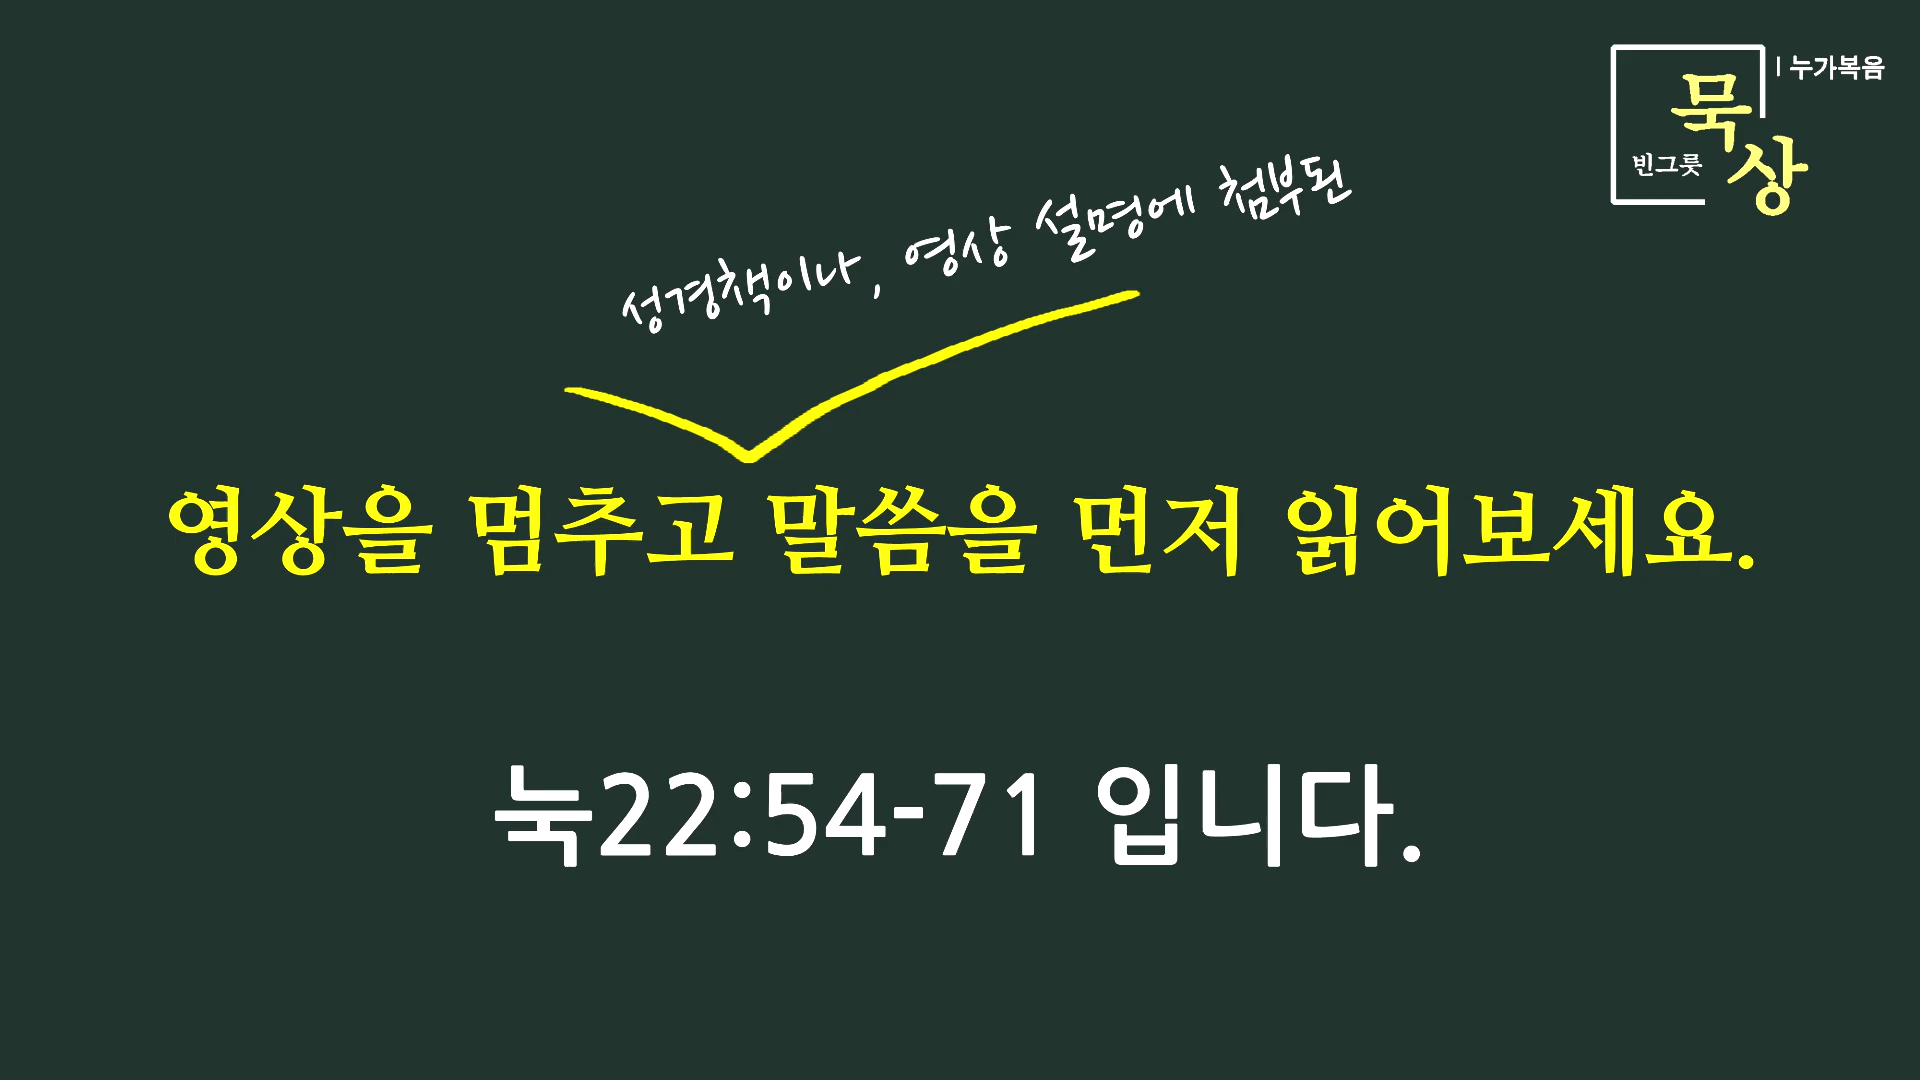 | 누가복음
묵상
빈그릇
성경책이나, 영상 설명에 첨부된
영상을 멈추고 말씀을 먼저 읽어보세요.
눅22:54-71 입니다.